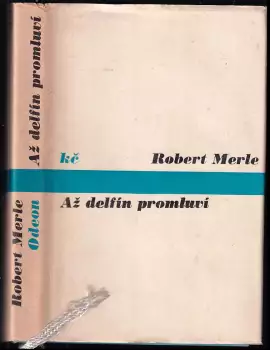 Robert Merle
Odeon
Až delfín promluví
kč
Robert Merle
Až delfín promluví